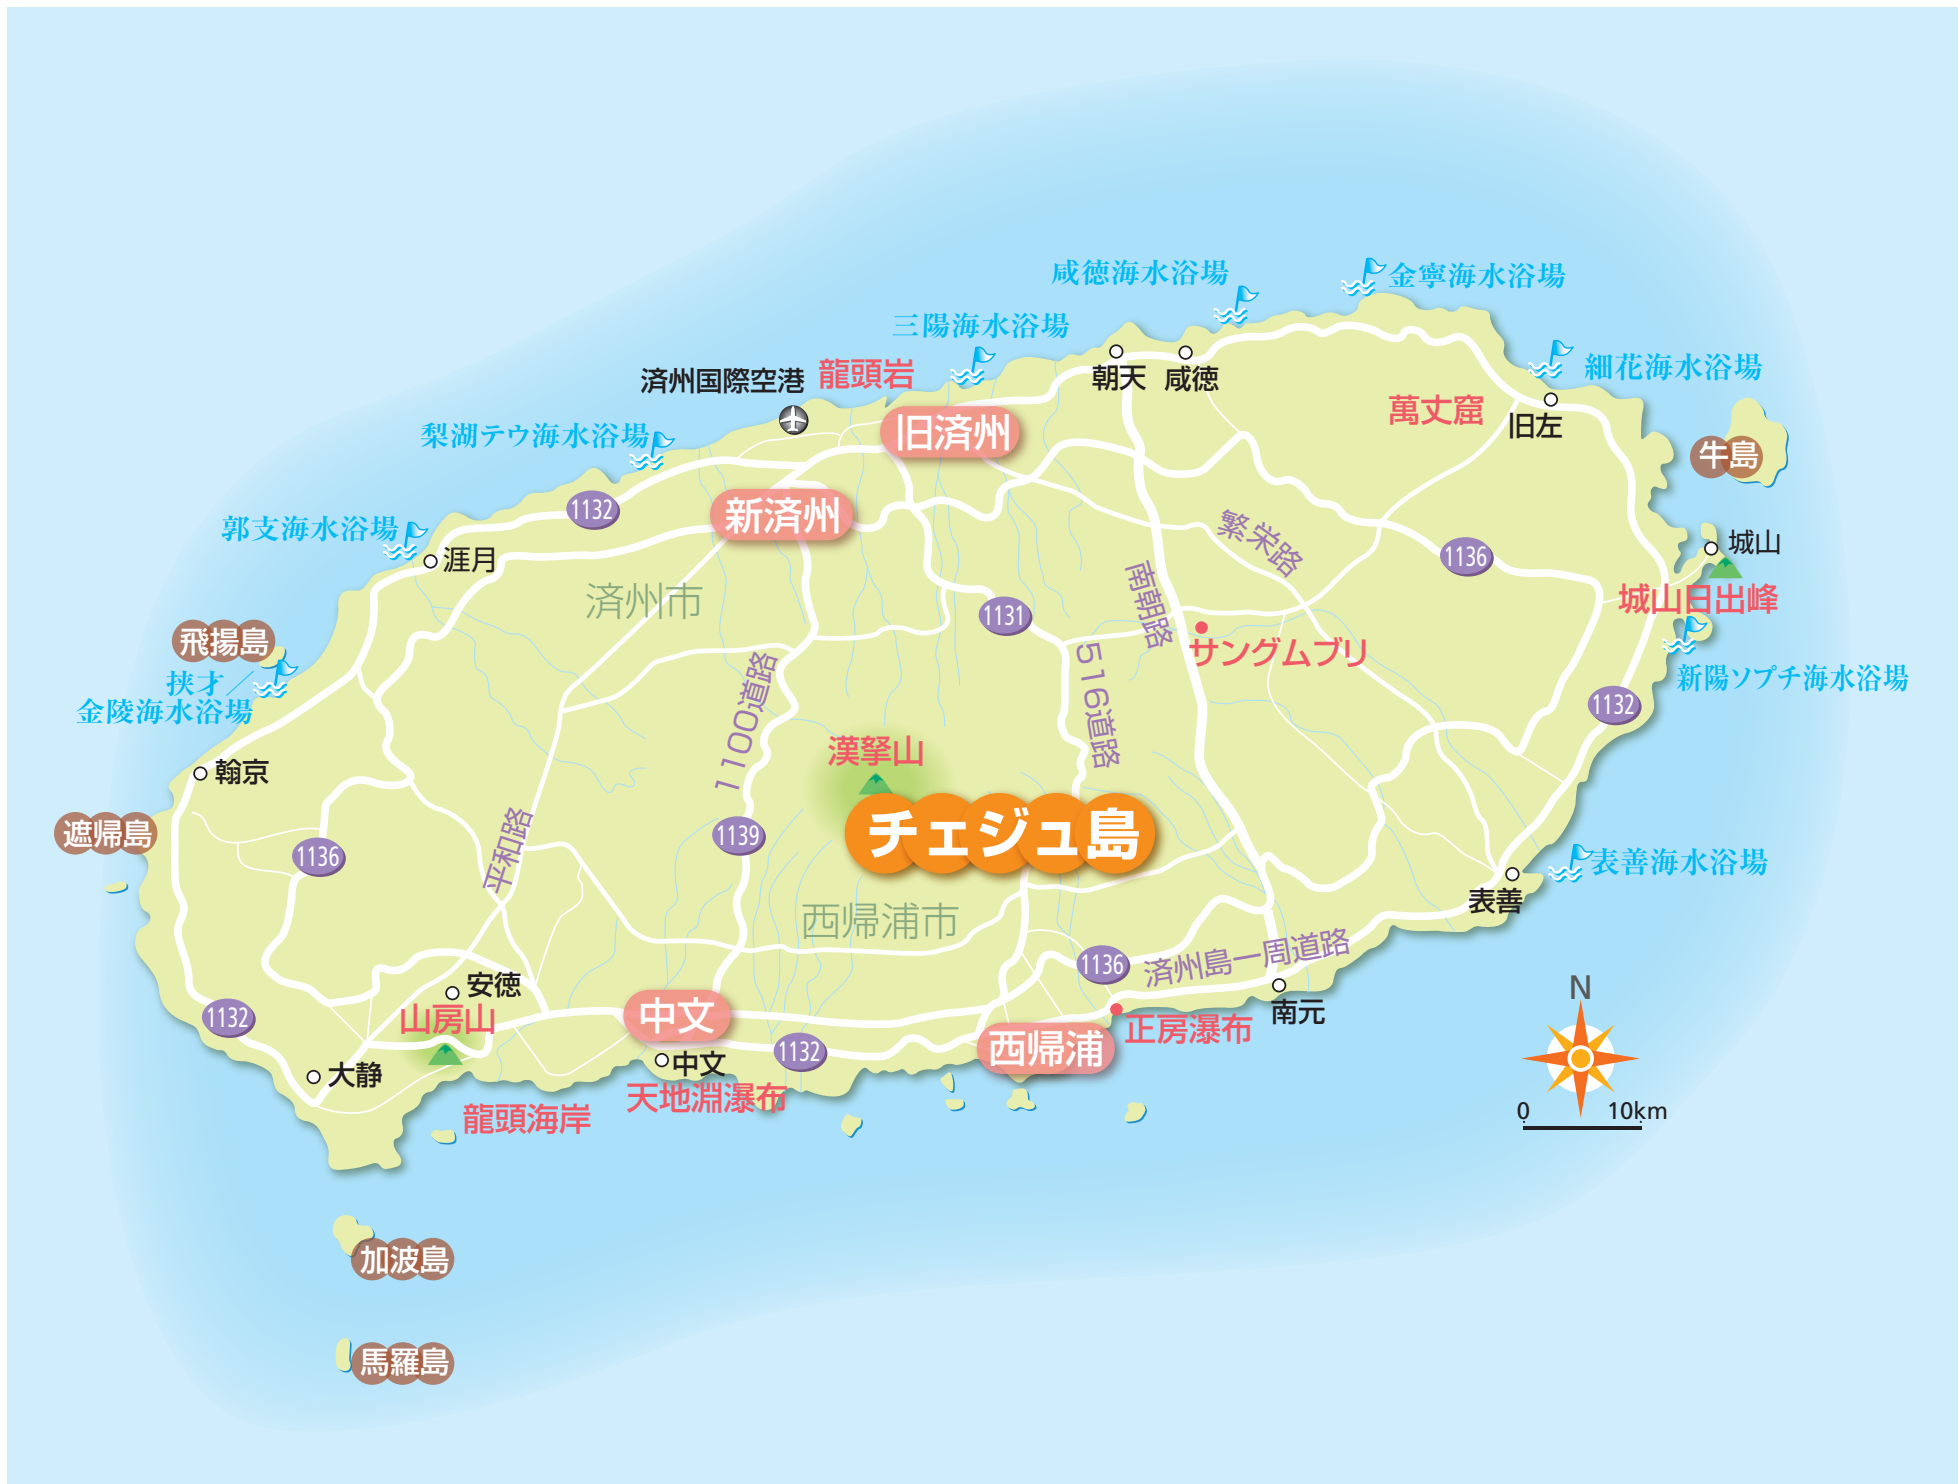 咸徳海水浴場
金寧海水浴場
三陽海水浴場
細花海水浴場
済州国際空港
龍頭岩
朝天
咸徳
萬丈窟
旧左
旧済州
梨湖テウ海水浴場
牛島
1132
新済州
郭支海水浴場
涯月
繁栄路
1136
城山
済州市
1131
南朝路
城山日出峰
飛揚島
サングムブリ
挟才／
金陵海水浴場
新陽ソプチ海水浴場
1100道路
516道路
1132
漢拏山
翰京
チェジュ島
遮帰島
1136
平和路
1139
表善海水浴場
表善
西帰浦市
1136
済州島一周道路
安徳
山房山
1132
中文
南元
正房瀑布
西帰浦
大静
中文
1132
天地淵瀑布
龍頭海岸
N
0
10km
加波島
馬羅島